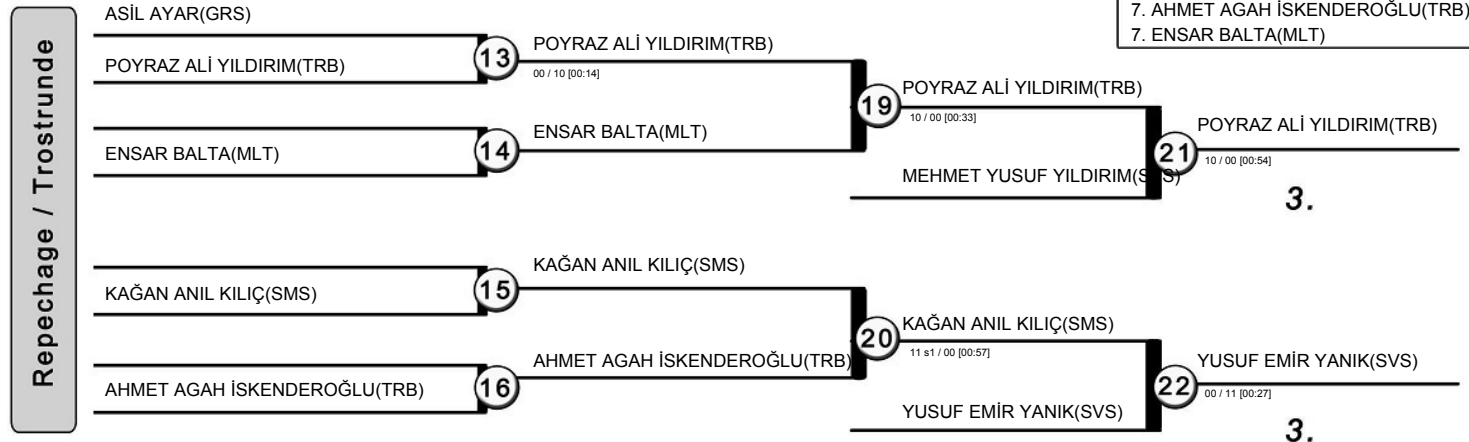 Repechage / Trostrunde
7. AHMET AGAH İSKENDEROĞLU(TRB)
7. ENSAR BALTA(MLT)
ASİL AYAR(GRS)
POYRAZ ALİ YILDIRIM(TRB)
13
POYRAZ ALİ YILDIRIM(TRB)
00 / 10 [00:14]
ENSAR BALTA(MLT)
14
ENSAR BALTA(MLT)
19
POYRAZ ALİ YILDIRIM(TRB)
10 / 00 [00:33]
MEHMET YUSUF YILDIRIM(SVS)
21
POYRAZ ALİ YILDIRIM(TRB)
10 / 00 [00:54]
3.
KAĞAN ANIL KILIÇ(SMS)
15
KAĞAN ANIL KILIÇ(SMS)
AHMET AGAH İSKENDEROĞLU(TRB)
16
AHMET AGAH İSKENDEROĞLU(TRB)
20
KAĞAN ANIL KILIÇ(SMS)
11 s1 / 00 [00:57]
YUSUF EMİR YANIK(SVS)
22
YUSUF EMİR YANIK(SVS)
00 / 11 [00:27]
3.